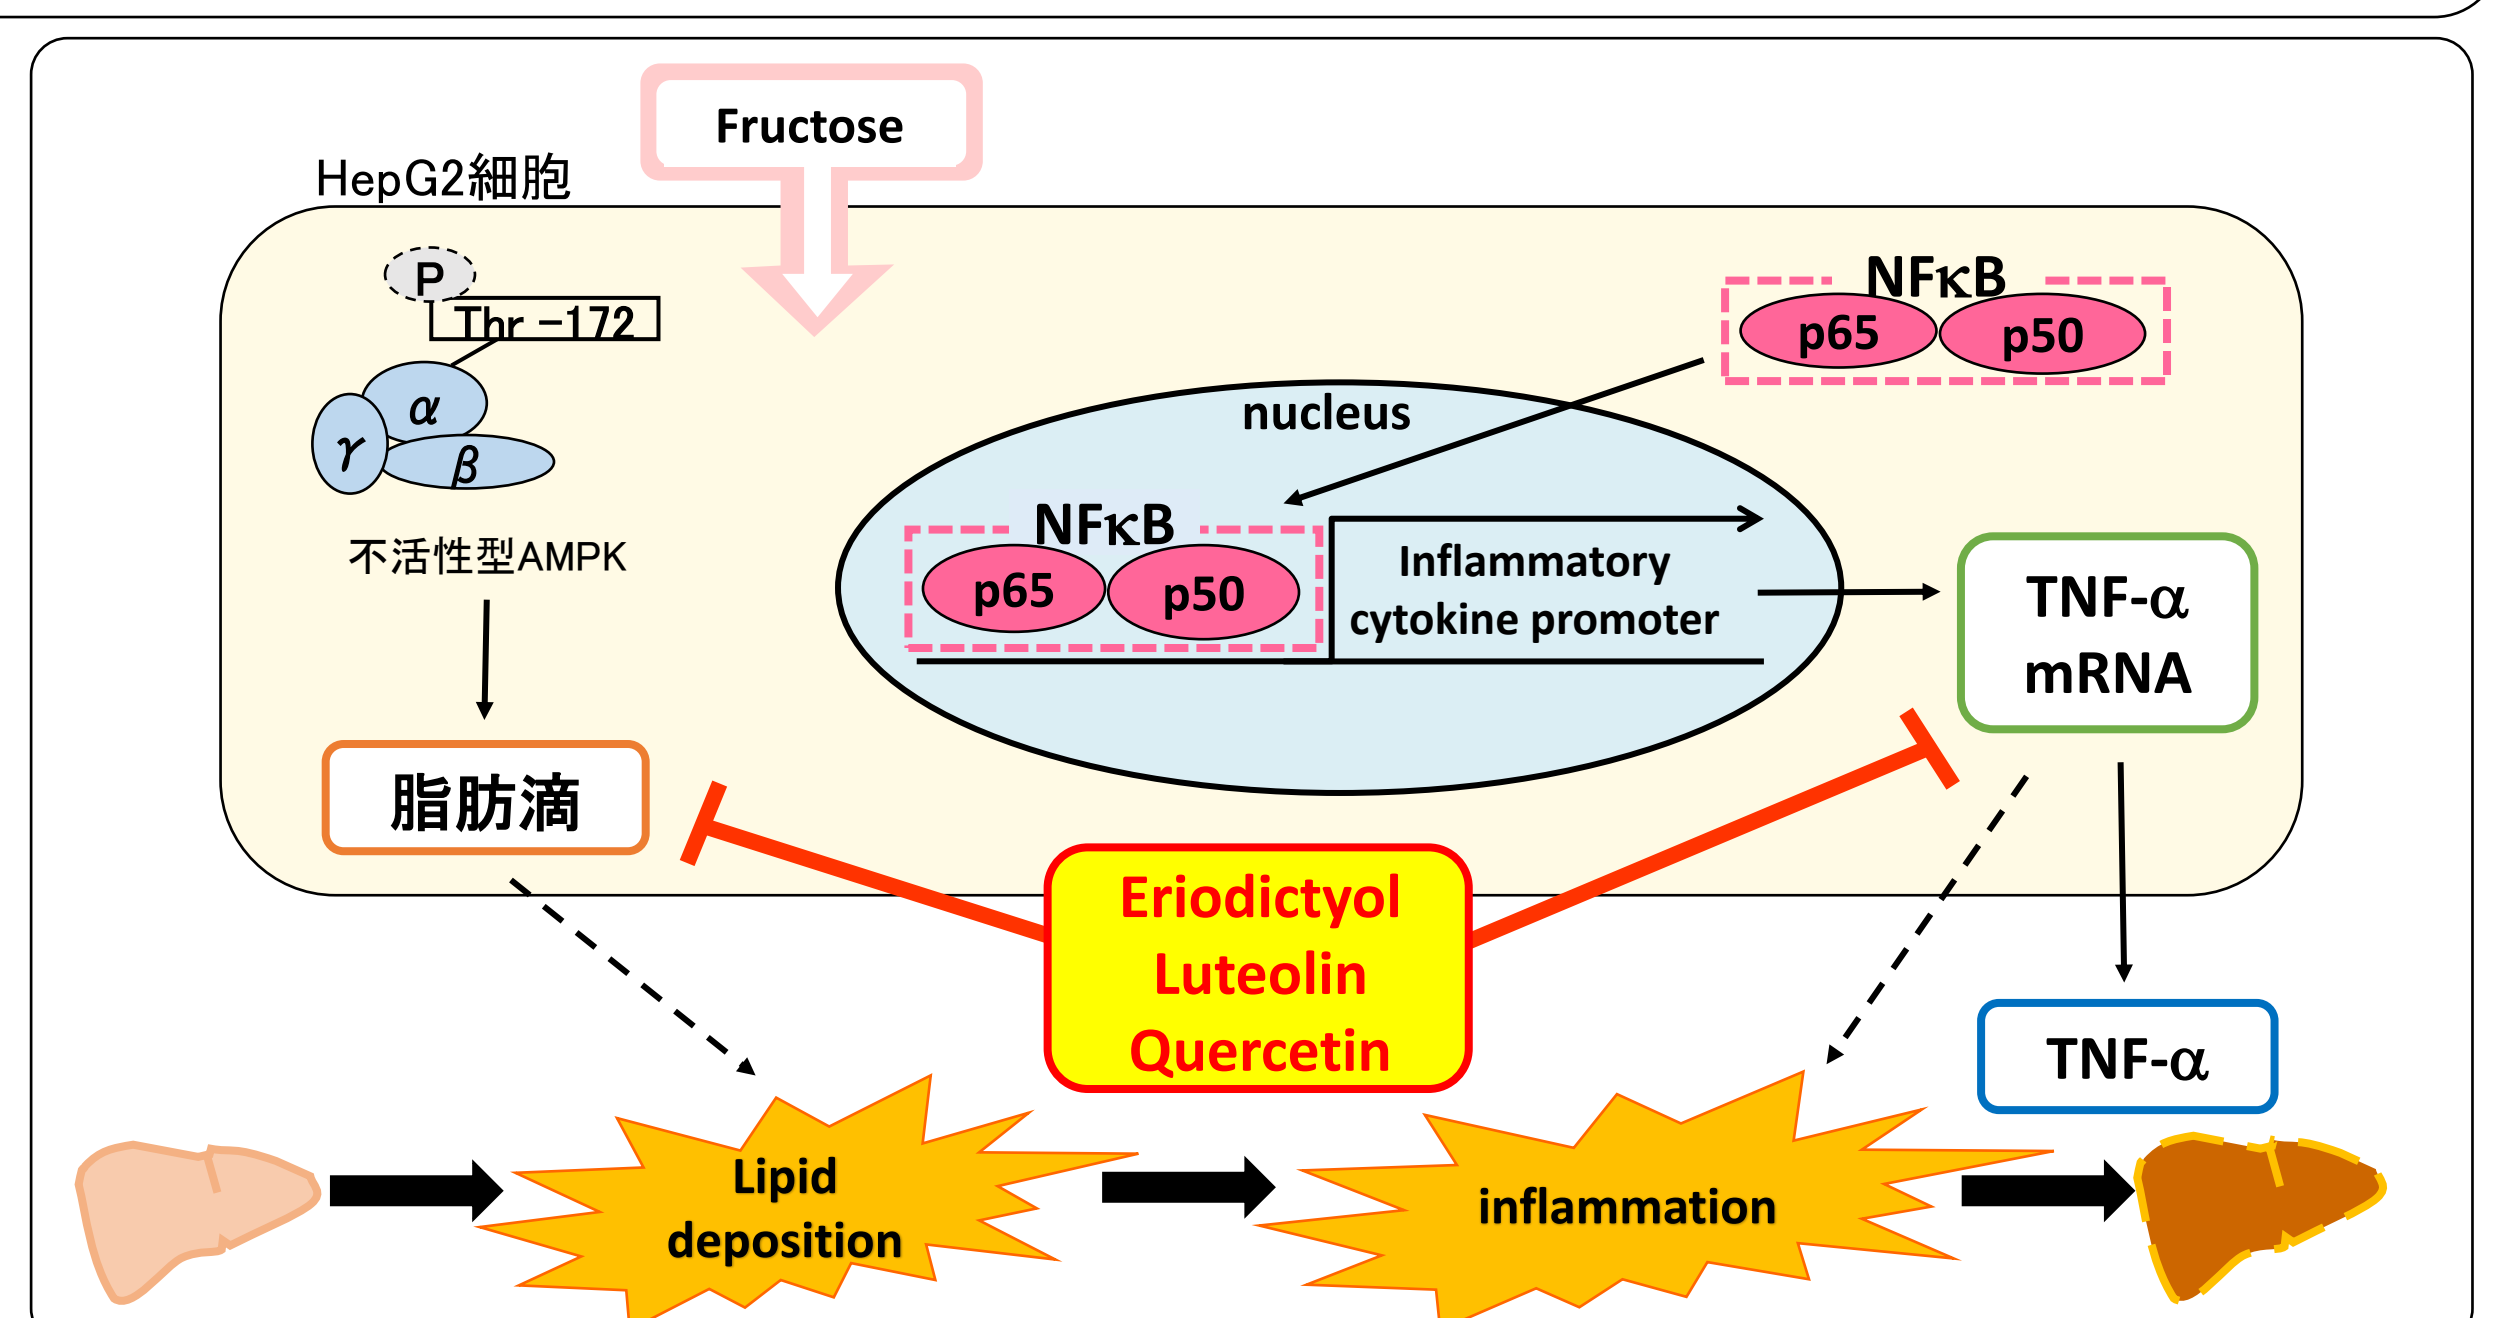 Fructose
HepG2細胞
P
Thr-172
α
γ
β
不活性型AMPK
NFκB
p65
p50
nucleus
NFκB
p65
p50
Inflammatory
cytokine promoter
TNF-α
mRNA
脂肪滴
Eriodictyol
Luteolin
Quercetin
TNF-α
Lipid
deposition
inflammation